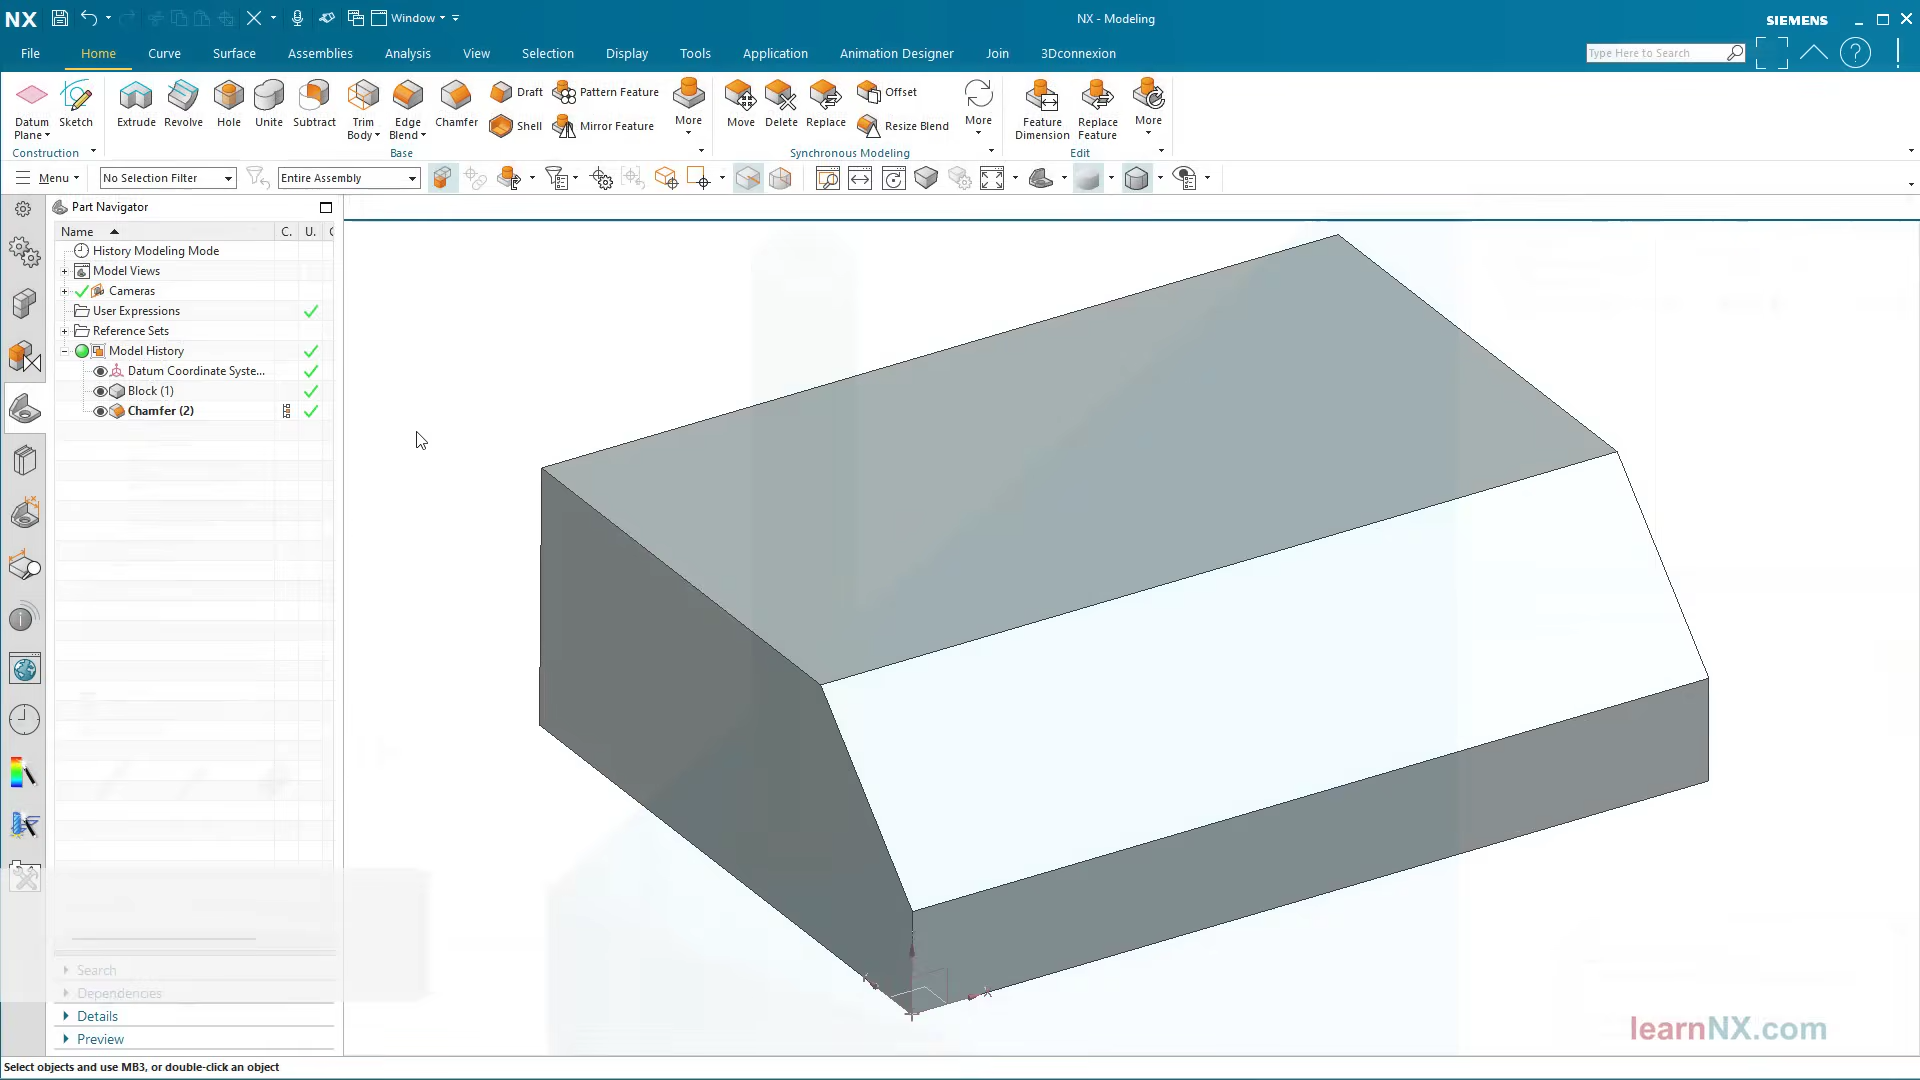 NX
Window
NX - Modeling
SIEMENS
File
Home
Curve
Surface
Assemblies
Analysis
View
Selection
Display
Tools
Application
Animation Designer
Join
3Dconnexion
Type Here to Search
Datum
Plane
Sketch
Extrude
Revolve
Hole
Unite
Subtract
Trim
Body
Edge
Blend
Chamfer
Draft
Shell
Pattern Feature
Mirror Feature
More
Move
Delete
Replace
Offset
Resize Blend
More
Feature
Dimension
Replace
Feature
More
Construction
Base
Synchronous Modeling
Edit
Menu
No Selection Filter
Entire Assembly
Part Navigator
Name
C.
U.
History Modeling Mode
Model Views
Cameras
User Expressions
Reference Sets
Model History
Datum Coordinate Syste...
Block (1)
Chamfer (2)
Search
Dependencies
Details
Preview
learnNX.com
Select objects and use MB3, or double-click an object